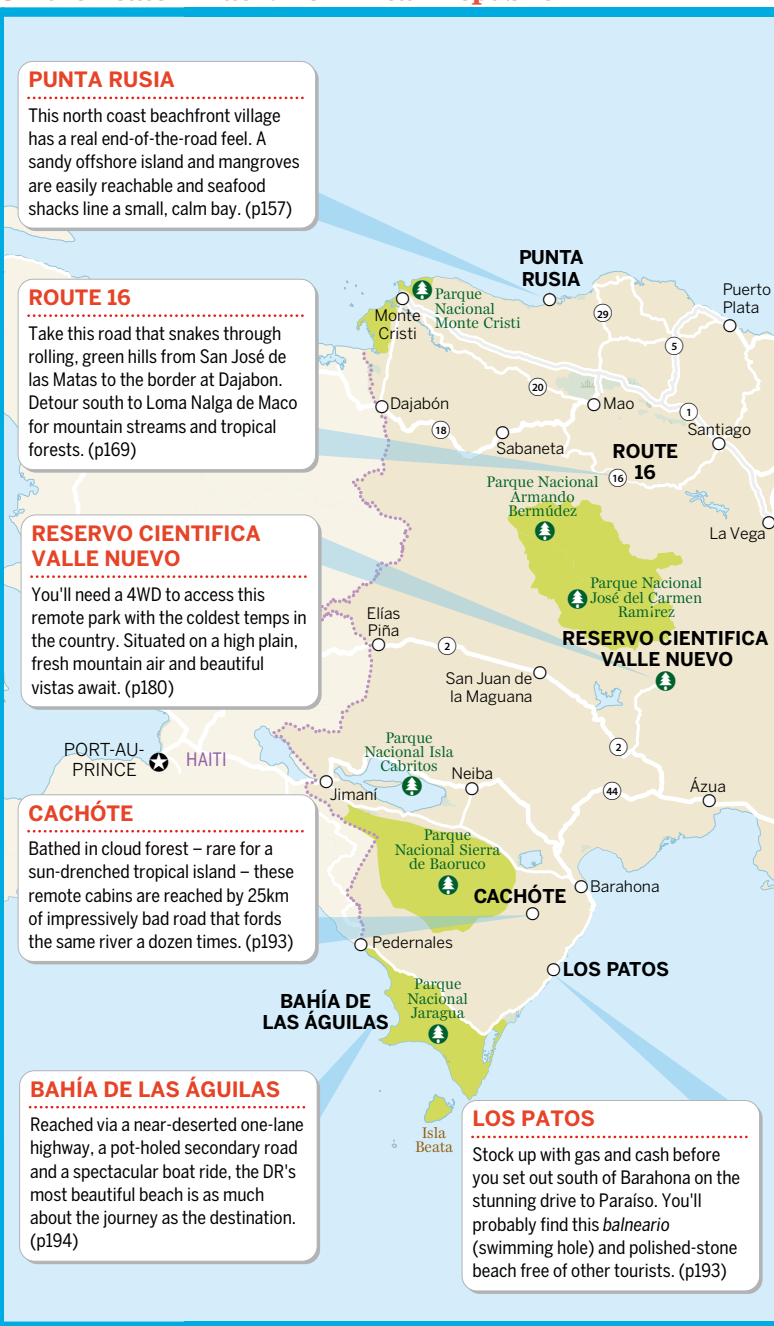 PUNTA RUSIA
This north coast beachfront village
has a real end-of-the-road feel. A
sandy offshore island and mangroves
are easily reachable and seafood
shacks line a small, calm bay. (p157)
ROUTE 16
Take this road that snakes through
rolling, green hills from San José de
las Matas to the border at Dajabon.
Detour south to Loma Nalga de Maco
for mountain streams and tropical
forests. (p169)
RESERVO CIENTIFICA
VALLE NUEVO
You'll need a 4WD to access this
remote park with the coldest temps in
the country. Situated on a high plain,
fresh mountain air and beautiful
vistas await. (p180)
CACHÓTE
Bathed in cloud forest – rare for a
sun-drenched tropical island – these
remote cabins are reached by 25km
of impressively bad road that fords
the same river a dozen times. (p193)
BAHÍA DE LAS ÁGUILAS
Reached via a near-deserted one-lane
highway, a pot-holed secondary road
and a spectacular boat ride, the DR's
most beautiful beach is as much
about the journey as the destination.
(p194)
LOS PATOS
Stock up with gas and cash before
you set out south of Barahona on the
stunning drive to Paraíso. You'll
probably find this balneario
(swimming hole) and polished-stone
beach free of other tourists. (p193)
PUNTA
RUSIA
Puerto
Plata
Parque
Nacional
Monte Cristi
Monte
Cristi
29
5
20
Dajabón
Mao
1
18
Santiago
Sabaneta
ROUTE
16
16
Parque Nacional
Armando
Bermúdez
La Vega
Parque Nacional
José del Carmen
Ramírez
Elías
Piña
RESERVO CIENTIFICA
VALLE NUEVO
2
San Juan de
la Maguana
PORT-AU-
PRINCE
HAITI
Parque
Nacional Isla
Cabritos
2
Neiba
Jimaní
44
Ázua
Parque
Nacional Sierra
de Baoruco
CACHÓTE
Barahona
Pedernales
LOS PATOS
BAHÍA DE
LAS ÁGUILAS
Parque
Nacional
Jaragua
Isla
Beata